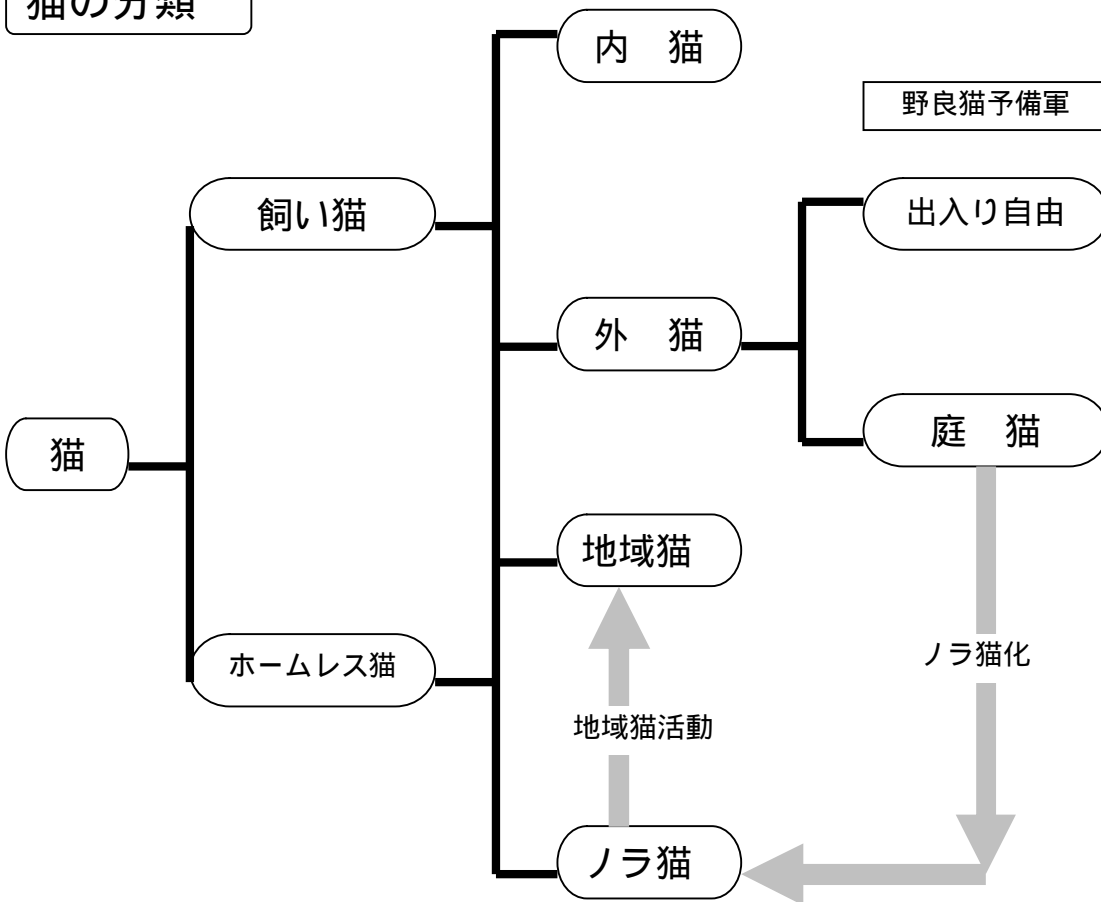 猫の分類
内　猫
野良猫予備軍
飼い猫
出入り自由
外　猫
庭　猫
猫
地域猫
ホームレス猫
ノラ猫化
地域猫活動
ノラ猫